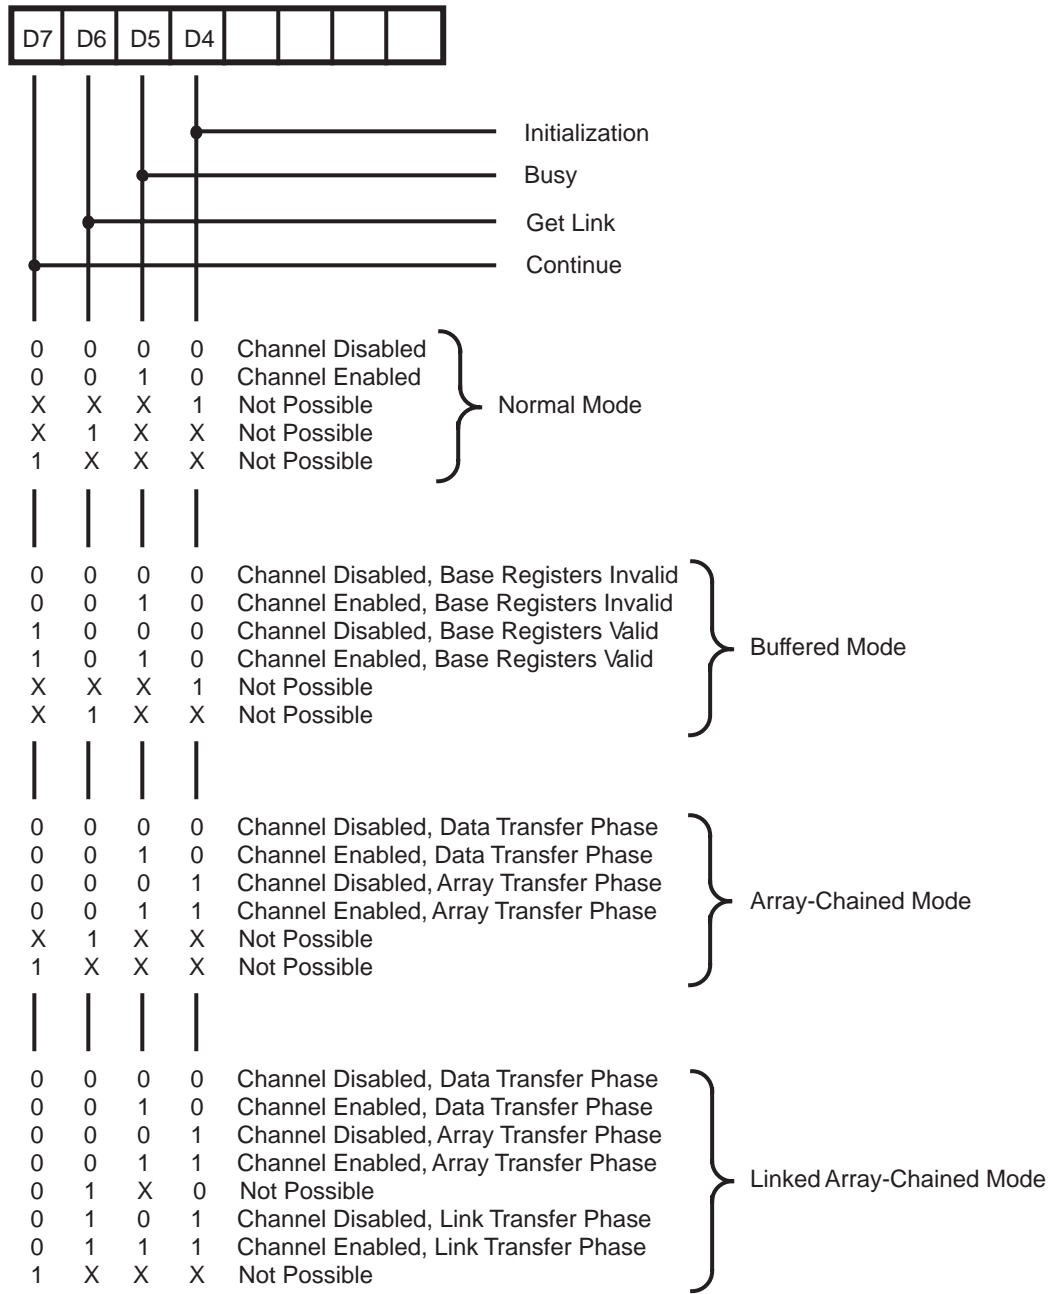 D7 D6 D5 D4
Initialization
Busy
Get Link
Continue
0 0 0 0 Channel Disabled
0 0 1 0 Channel Enabled
X X X 1 Not Possible
X 1 X X Not Possible
1 X X X Not Possible
Normal Mode
0 0 0 0 Channel Disabled, Base Registers Invalid
0 0 1 0 Channel Enabled, Base Registers Invalid
1 0 0 0 Channel Disabled, Base Registers Valid
1 0 1 0 Channel Enabled, Base Registers Valid
X X X 1 Not Possible
X 1 X X Not Possible
Buffered Mode
0 0 0 0 Channel Disabled, Data Transfer Phase
0 0 1 0 Channel Enabled, Data Transfer Phase
0 0 0 1 Channel Disabled, Array Transfer Phase
0 0 1 1 Channel Enabled, Array Transfer Phase
X 1 X X Not Possible
1 X X X Not Possible
Array-Chained Mode
0 0 0 0 Channel Disabled, Data Transfer Phase
0 0 1 0 Channel Enabled, Data Transfer Phase
0 0 0 1 Channel Disabled, Array Transfer Phase
0 0 1 1 Channel Enabled, Array Transfer Phase
0 1 X 0 Not Possible
0 1 0 1 Channel Disabled, Link Transfer Phase
0 1 1 1 Channel Enabled, Link Transfer Phase
1 X X X Not Possible
Linked Array-Chained Mode